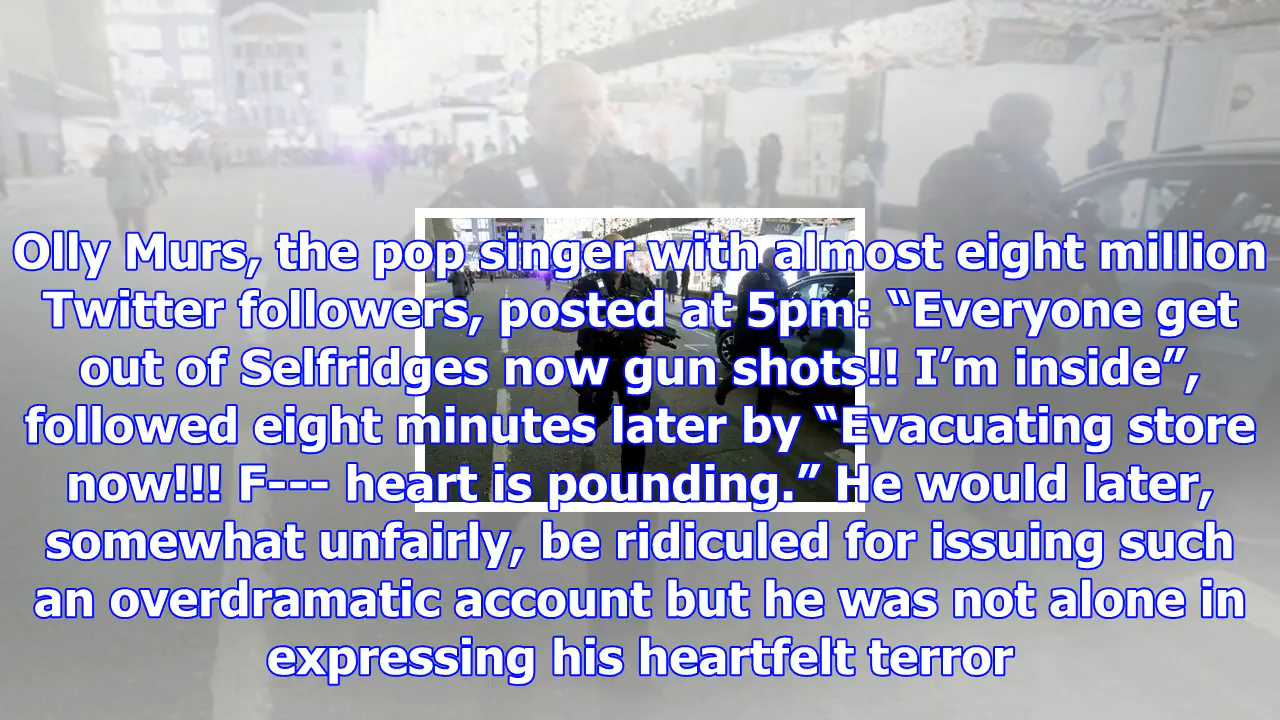 Olly Murs, the pop singer with almost eight million
Twitter followers, posted at 5pm: “Everyone get
out of Selfridges now gun shots!! I’m inside”,
followed eight minutes later by “Evacuating store
now!!! F--- heart is pounding.” He would later,
somewhat unfairly, be ridiculed for issuing such
an overdramatic account but he was not alone in
expressing his heartfelt terror